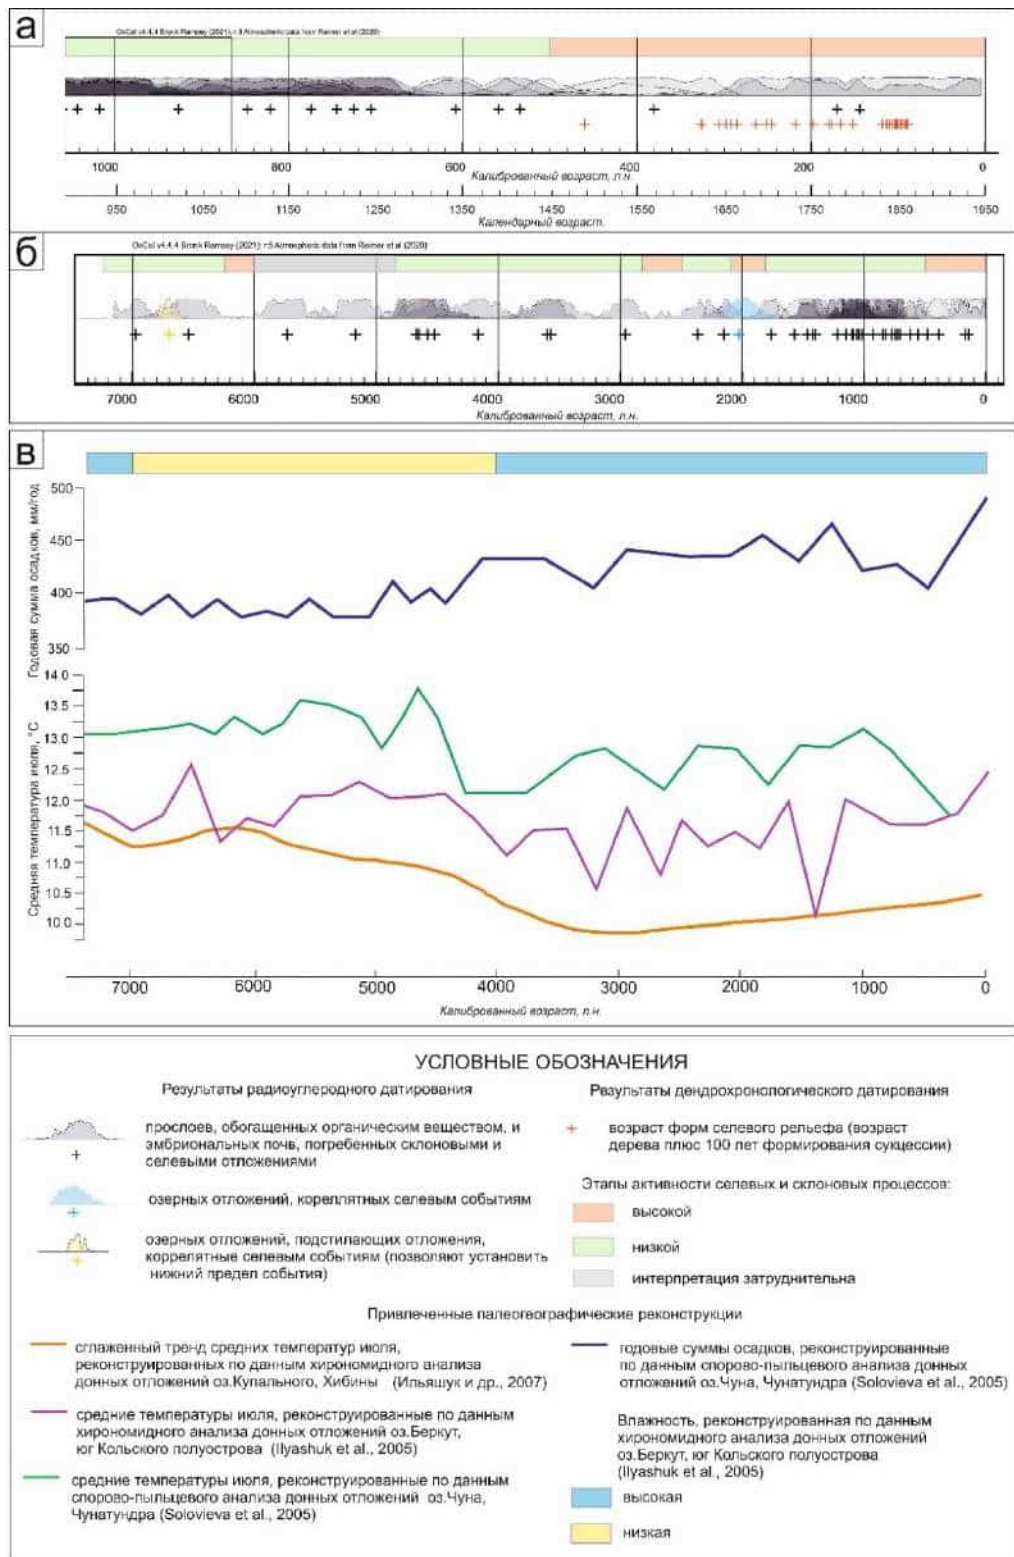 а
OxCal v4.4.4 Bronk Ramsey (2021); r:5 Atmospheric data from Reimer et al (2020)
1000 800 600 400 200 0
Калиброванный возраст, л.н.
950 1050 1150 1250 1350 1450 1550 1650 1750 1850 1950
Календарный возраст.
б
OxCal v4.4.4 Bronk Ramsey (2021); r:5 Atmospheric data from Reimer et al (2020)
7000 6000 5000 4000 3000 2000 1000 0
Калиброванный возраст, л.н.
в
Годовая сумма осадков, мм/год
500
450
400
350
Средняя температура июля, °С
14.0
13.5
13.0
12.5
12.0
11.5
11.0
10.5
10.0
7000 6000 5000 4000 3000 2000 1000 0
Калиброванный возраст, л.н.
УСЛОВНЫЕ ОБОЗНАЧЕНИЯ
Результаты радиоуглеродного датирования
прослоев, обогащенных органическим веществом, и
эмбриональных почв, погребенных склоновыми и
селевыми отложениями
озерных отложений, кореллятных селевым событиям
озерных отложений, подстилающих отложения,
коррелятные селевым событиям (позволяют установить
нижний предел события)
Результаты дендрохронологического датирования
возраст форм селевого рельефа (возраст
дерева плюс 100 лет формирования сукцессии)
Этапы активности селевых и склоновых процессов:
высокой
низкой
интерпретация затруднительна
Привлеченные палеогеографические реконструкции
сглаженный тренд средних температур июля,
реконструированных по данным хирономидного анализа
донных отложений оз.Купального, Хибины (Ильяшук и др., 2007)
средние температуры июля, реконструированные по данным
хирономидного анализа донных отложений оз.Беркут,
юг Кольского полуострова (Ilyashuk et al., 2005)
средние температуры июля, реконструированные по данным
спорово-пыльцевого анализа донных отложений оз.Чуна,
Чунатундра (Solovieva et al., 2005)
годовые суммы осадков, реконструированные
по данным спорово-пыльцевого анализа донных
отложений оз.Чуна, Чунатундра (Solovieva et al., 2005)
Влажность, реконструированная по данным
хирономидного анализа донных отложений
оз.Беркут, юг Кольского полуострова
(Ilyashuk et al., 2005)
высокая
низкая